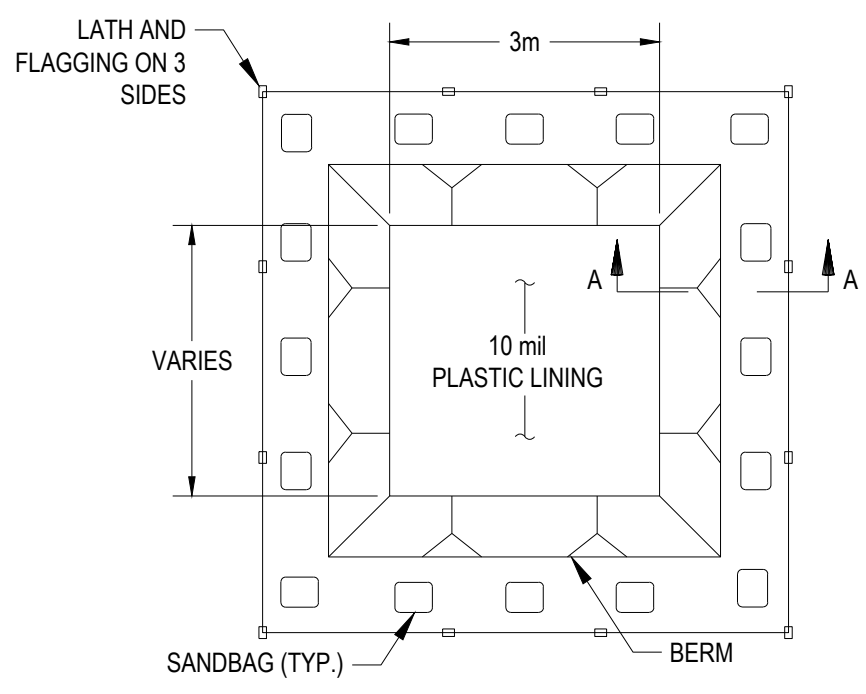 LATH AND
FLAGGING ON 3
SIDES
3m
A
A
VARIES
10 mil
PLASTIC LINING
SANDBAG (TYP.)
BERM